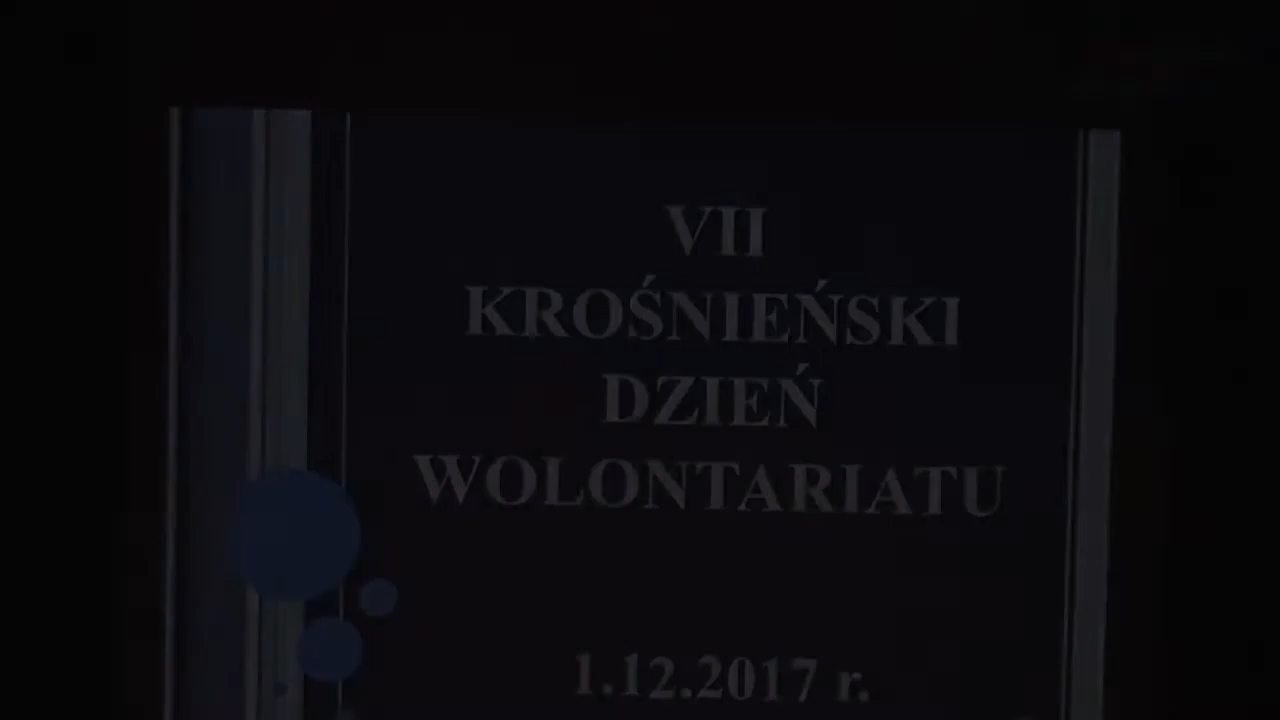 VII
KROŚNIEŃSKI
DZIEŃ
WOLONTARIATU
1.12.2017 r.